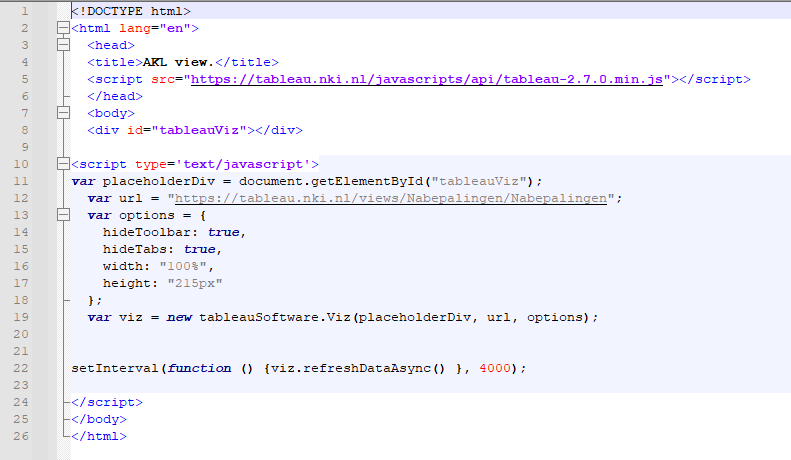 1 <!DOCTYPE html>
2 <html lang="en">
3 <head>
4 <title>AKL view.</title>
5 <script src="https://tableau.nki.nl/javascripts/api/tableau-2.7.0.min.js"></script>
6 </head>
7 <body>
8 <div id="tableauViz"></div>
9
10 <script type='text/javascript'>
11 var placeholderDiv = document.getElementById("tableauViz");
12 var url = "https://tableau.nki.nl/views/Nabepalingen/Nabepalingen";
13 var options = {
14 hideToolbar: true,
15 hideTabs: true,
16 width: "100%",
17 height: "215px"
18 };
19 var viz = new tableauSoftware.Viz(placeholderDiv, url, options);
20
21
22 setInterval(function () {viz.refreshDataAsync() }, 4000);
23
24 </script>
25 </body>
26 </html>